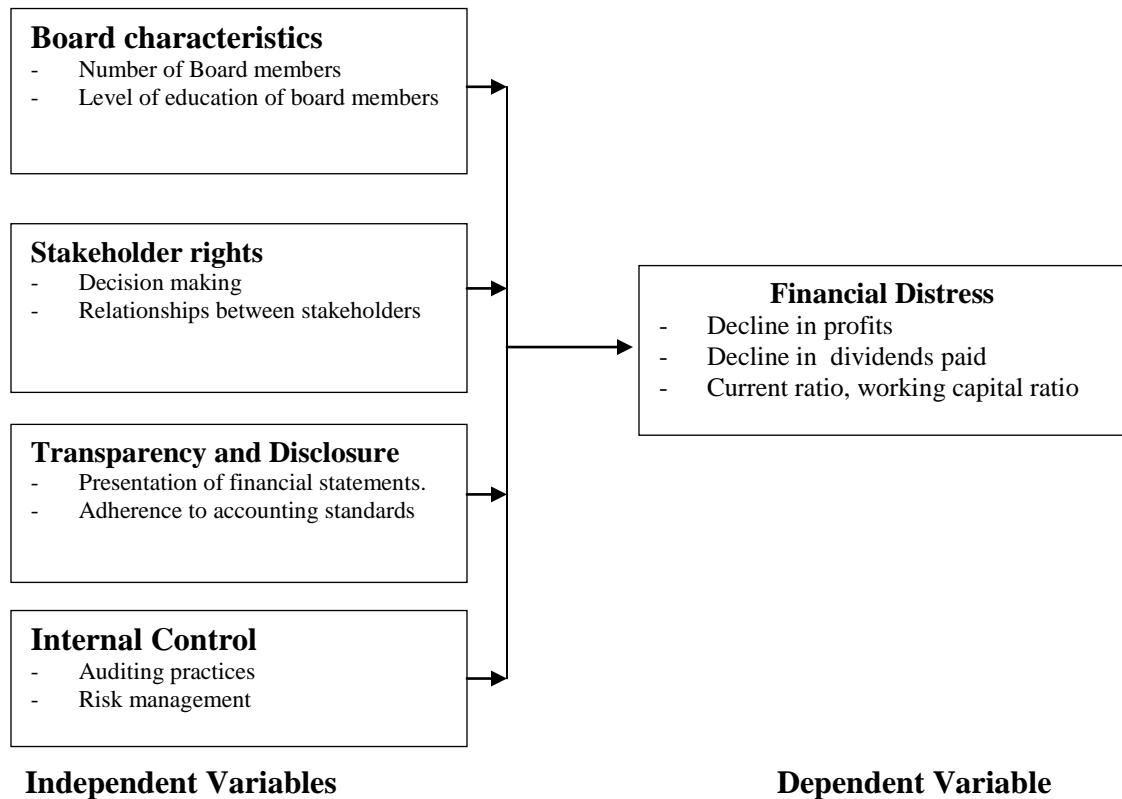 Board characteristics
- Number of Board members
- Level of education of board members
Stakeholder rights
- Decision making
- Relationships between stakeholders
Transparency and Disclosure
- Presentation of financial statements.
- Adherence to accounting standards
Internal Control
- Auditing practices
- Risk management
Independent Variables
Financial Distress
- Decline in profits
- Decline in dividends paid
- Current ratio, working capital ratio
Dependent Variable